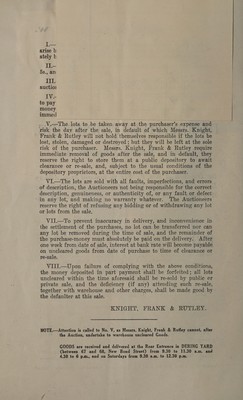 I.—
arise b
ately b
II.—
5s., an
III.
auction
IV.-
to pay
money
immedi
V.—The lots to be taken away at the purchaser's expense and
risk the day after the sale, in default of which Messrs. Knight,
Frank & Rutley will not hold themselves responsible if the lots be
lost, stolen, damaged or destroyed; but they will be left at the sole
risk of the purchaser. Messrs. Knight, Frank & Rutley require
immediate removal of goods after the sale, and in default, they
reserve the right to store them at a public depository to await
clearance or re-sale, and, subject to the usual conditions of the
depository proprietors, at the entire cost of the purchaser.
VI.—The lots are sold with all faults, imperfections, and errors
of description, the Auctioneers not being responsible for the correct
description, genuineness, or authenticity of, or any fault or defect
in any lot, and making no warranty whatever. The Auctioneers
reserve the right of refusing any bidding or of withdrawing any lot
or lots from the sale.
VII.—To prevent inaccuracy in delivery, and inconvenience in
the settlement of the purchases, no lot can be transferred nor can
any lot be removed during the time of sale, and the remainder of
the purchase-money must absolutely be paid on the delivery. After
one week from date of sale, interest at bank rate will become payable
on uncleared goods from date of purchase to time of clearance or
re-sale.
VIII.—Upon failure of complying with the above conditions,
the money deposited in part payment shall be forfeited; all lots
uncleared within the time aforesaid shall be re-sold by public or
private sale, and the deficiency (if any) attending such re-sale,
together with warehouse and other charges, shall be made good by
the defaulter at this sale.
KNIGHT, FRANK & RUTLEY.
NOTE.—Attention is called to No. V, as Messrs. Knight, Frank & Rutley cannot, after
the Auction, undertake to warehouse uncleared Goods.
GOODS are received and delivered at the Rear Entrance in DERING YARD
(between 67 and 68, New Bond Street) from 9.30 to 11.30 a.m. and
4.30 to 6 p.m., and on Saturdays from 9.30 a.m. to 12.30 p.m.